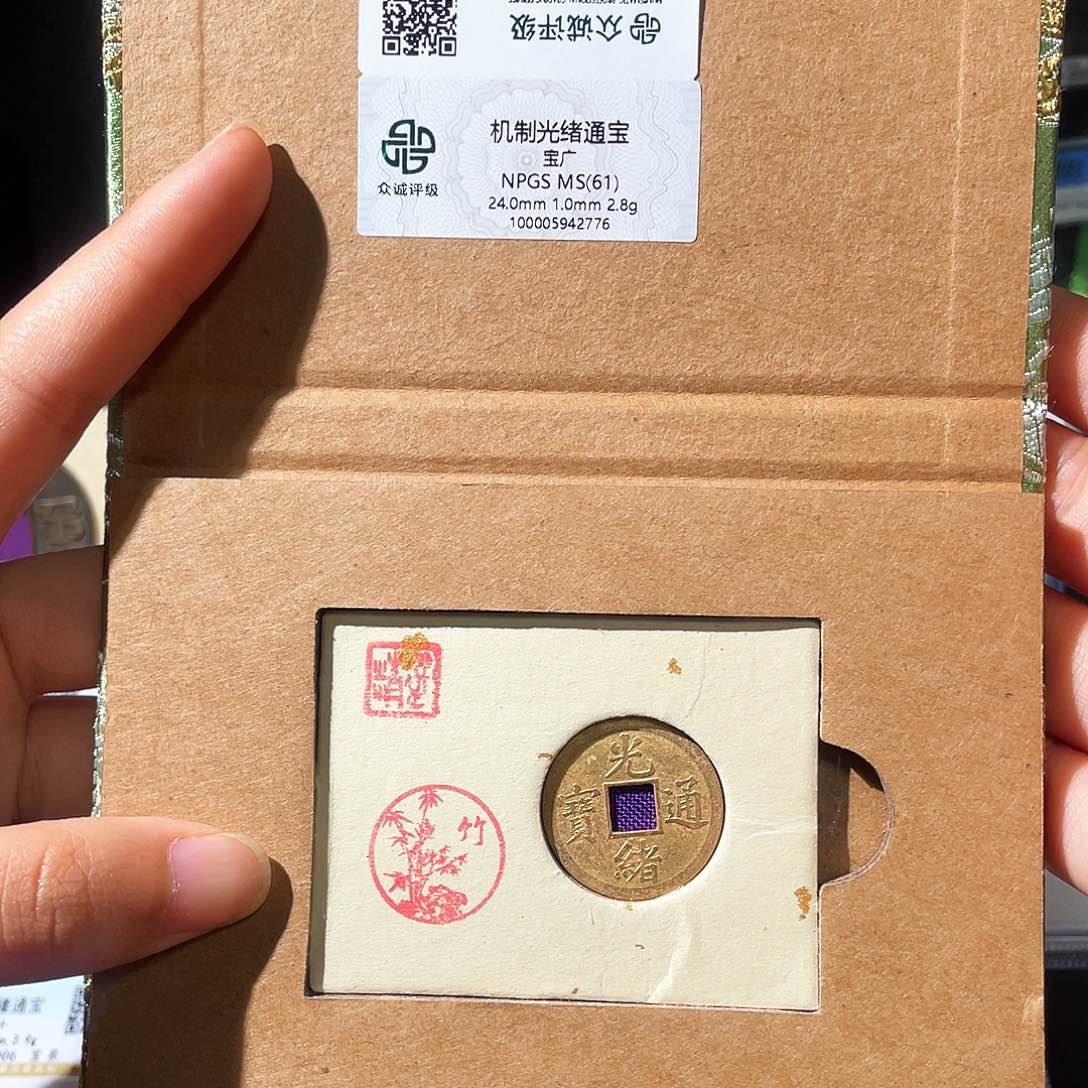 众诚评级
机制光绪通宝
宝广
NPGS MS(61)
24.0mm 1.0mm 2.8g
100005942776
众诚评级
竹
光
寶 通
緒